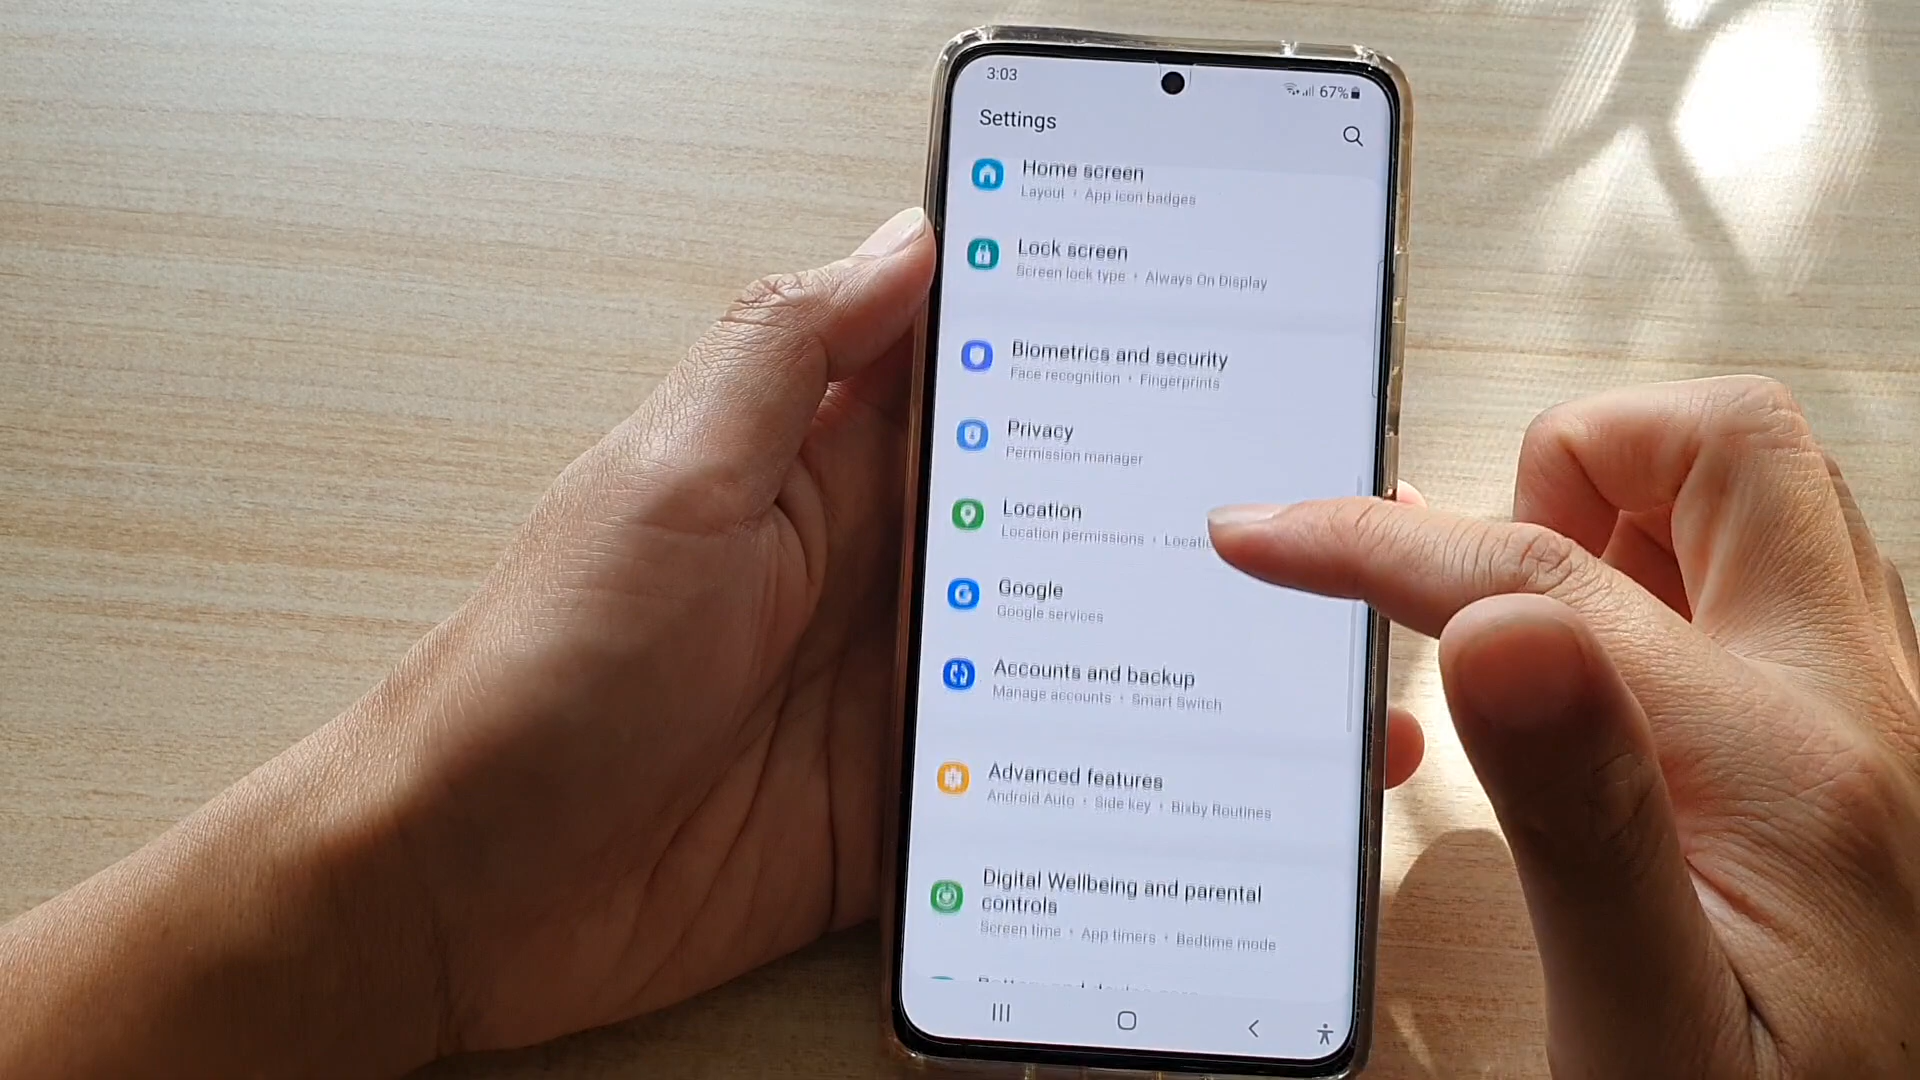 3:03
67%
Settings
Home screen
Layout • App icon badges
Lock screen
Screen lock type • Always On Display
Biometrics and security
Face recognition • Fingerprints
Privacy
Permission manager
Location
Location permissions • Locati
Google
Google services
Accounts and backup
Manage accounts • Smart Switch
Advanced features
Android Auto • Side key • Bixby Routines
Digital Wellbeing and parental
controls
Screen time • App timers • Bedtime mode